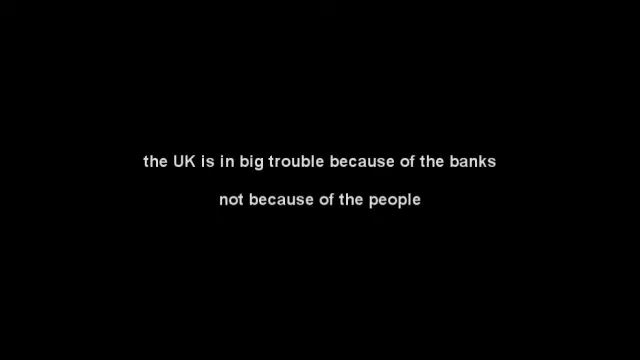 the UK is in big trouble because of the banks
not because of the people